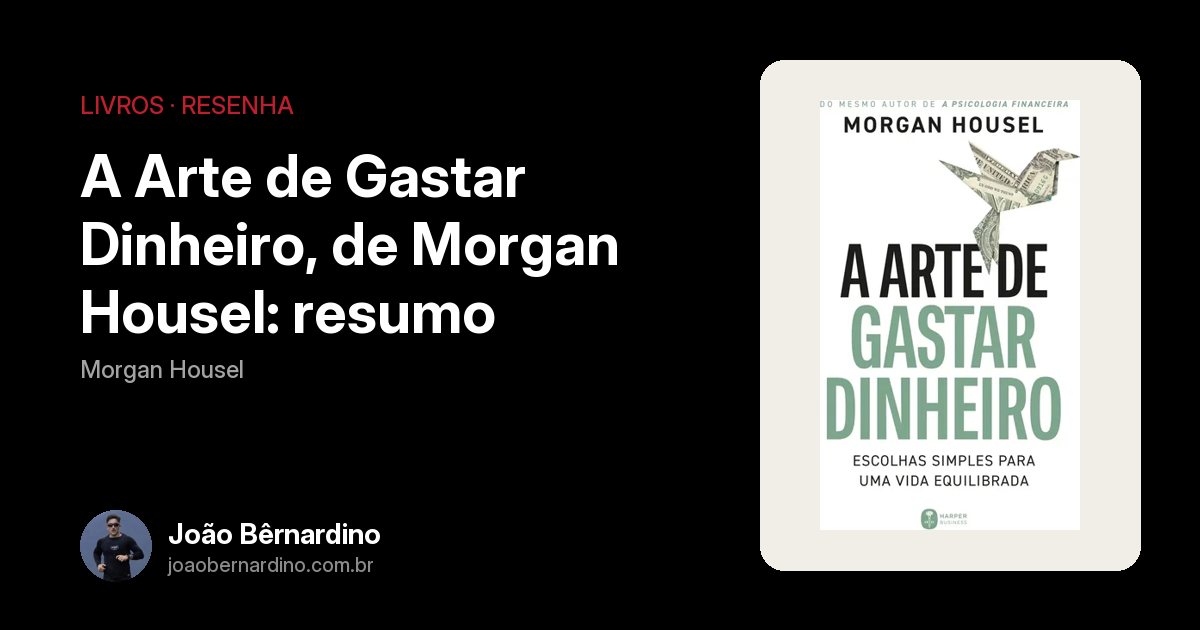 LIVROS · RESENHA
A Arte de Gastar
Dinheiro, de Morgan
Housel: resumo
Morgan Housel
João Bêrnardino
joaobernardino.com.br
DO MESMO AUTOR DE A PSICOLOGIA FINANCEIRA
MORGAN HOUSEL
A ARTE DE
GASTAR
DINHEIRO
ESCOLHAS SIMPLES PARA
UMA VIDA EQUILIBRADA
HARPER
BUSINESS